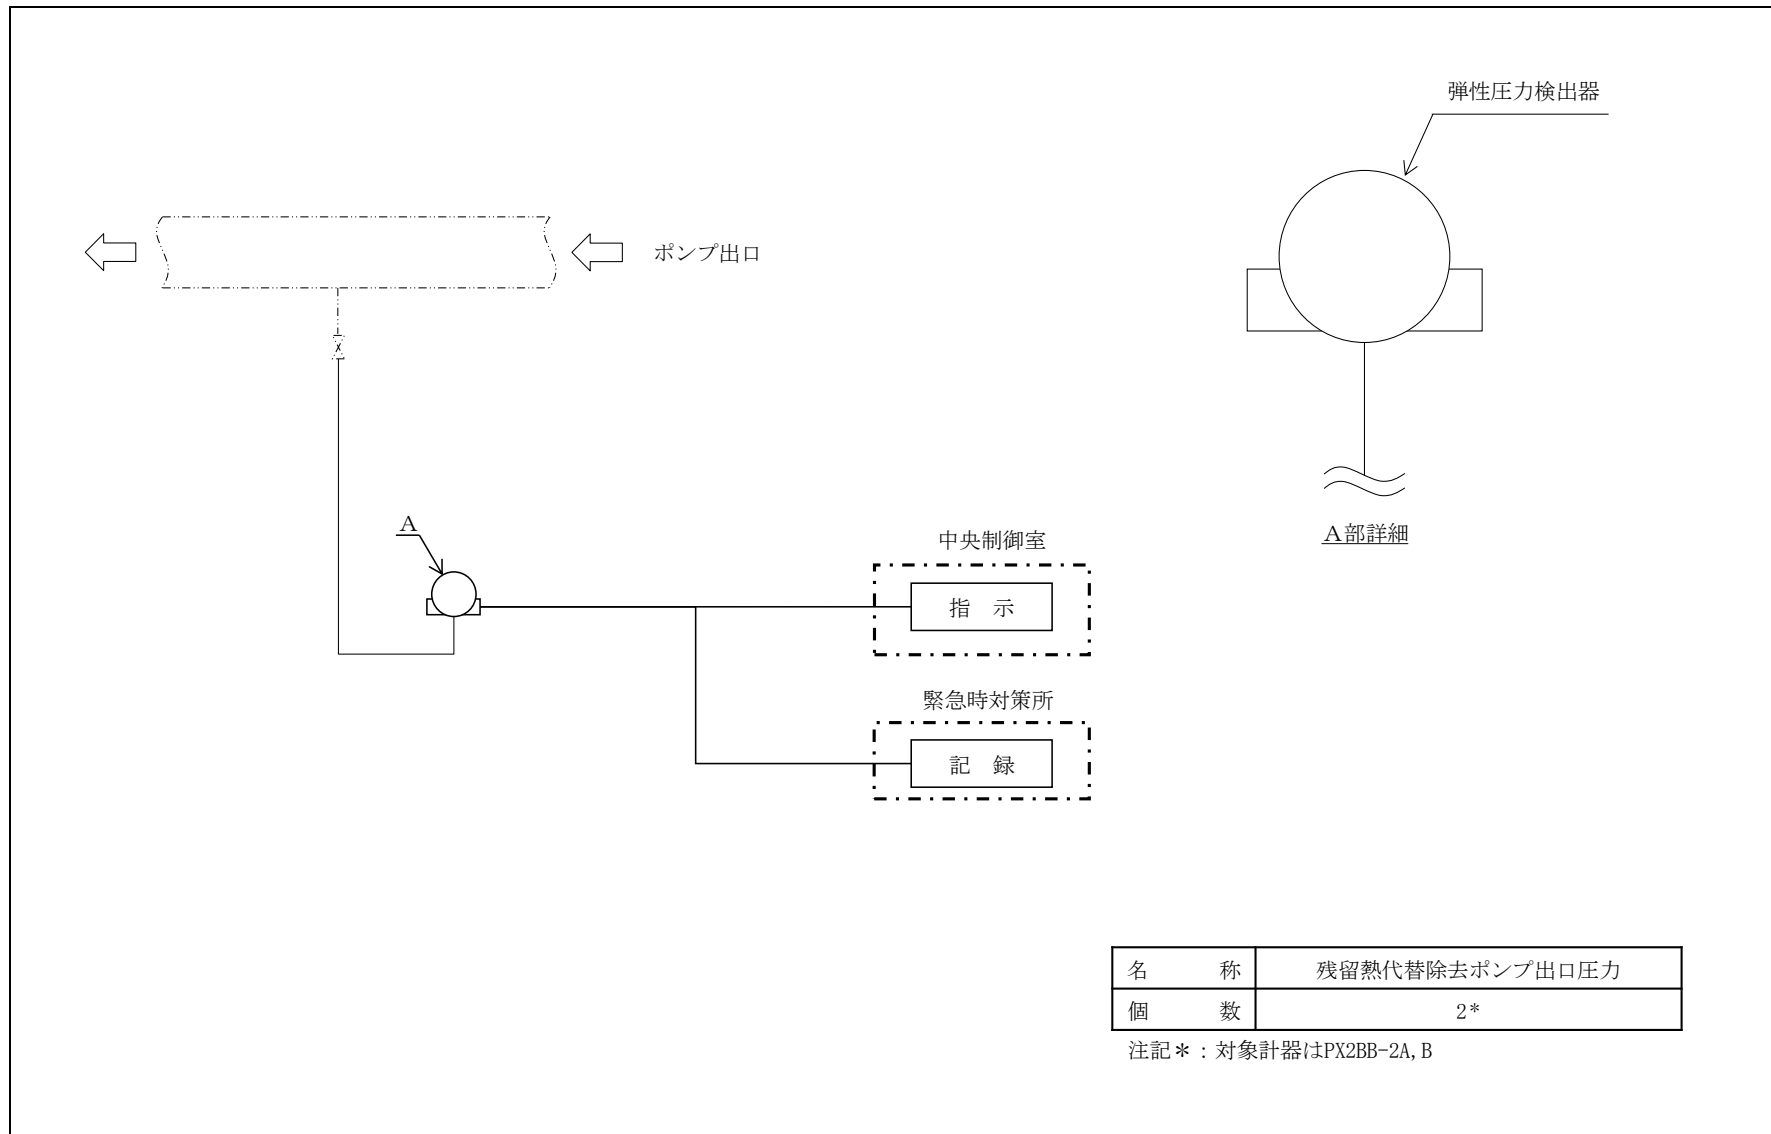 弾性圧力検出器
ポンプ出口
A
A部詳細
中央制御室
指　示
緊急時対策所
記　録
名　称　残留熱代替除去ポンプ出口圧力
個　数　2*
注記＊：対象計器はPX2BB-2A,B